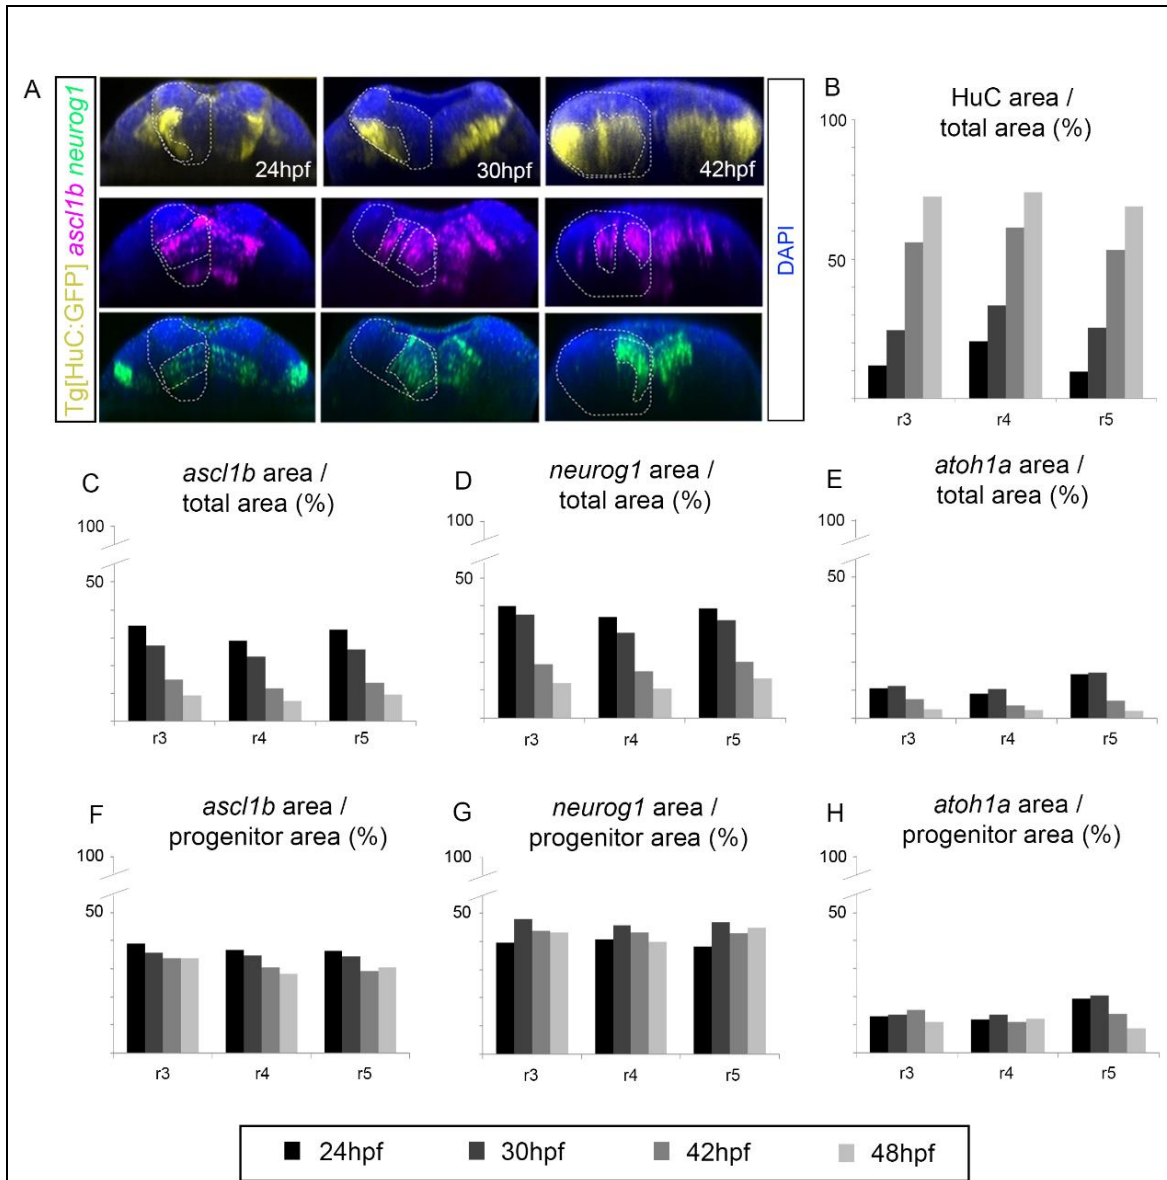 A
Tg[HuC:GFP] ascl1b neurog1
24hpf
30hpf
42hpf
DAPI
B
HuC area /
total area (%)
100
50
r3 r4 r5
C
ascl1b area /
total area (%)
100
50
r3 r4 r5
D
neurog1 area /
total area (%)
100
50
r3 r4 r5
E
atoh1a area /
total area (%)
100
50
r3 r4 r5
F
ascl1b area /
progenitor area (%)
100
50
r3 r4 r5
G
neurog1 area /
progenitor area (%)
100
50
r3 r4 r5
H
atoh1a area /
progenitor area (%)
100
50
r3 r4 r5
24hpf 30hpf 42hpf 48hpf